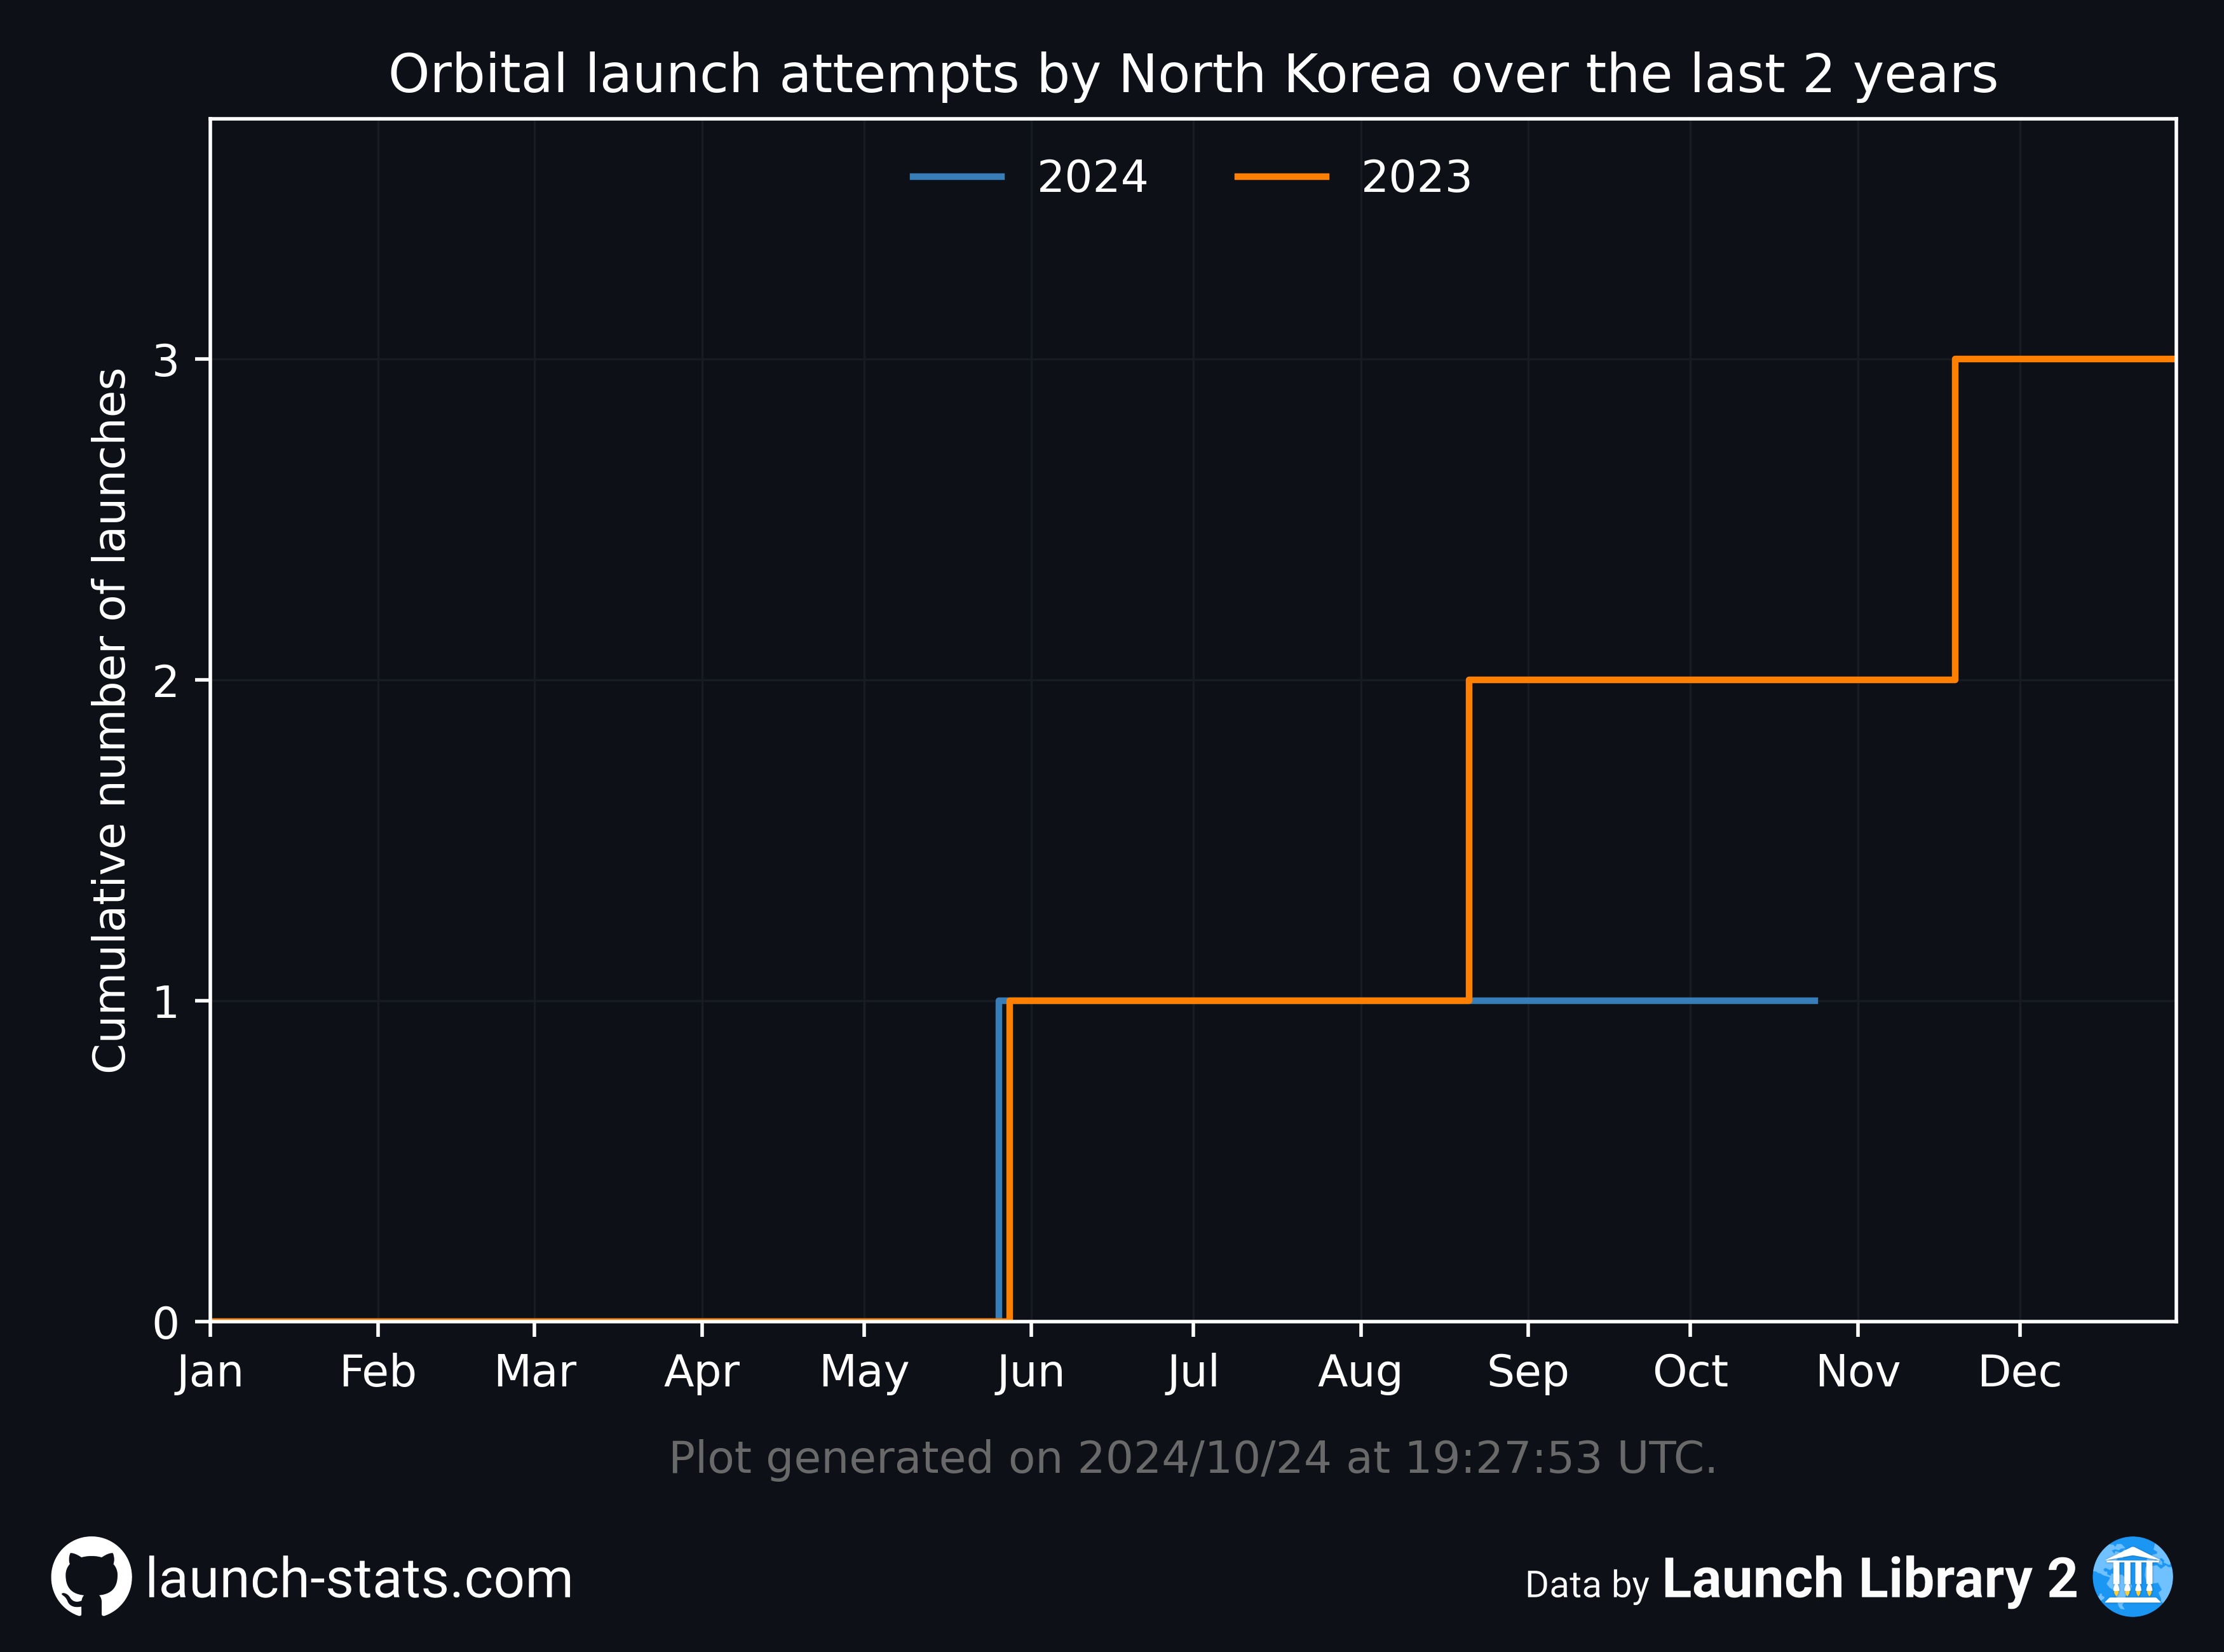 Orbital launch attempts by North Korea over the last 2 years
2024 2023
Cumulative number of launches
3
2
1
0
Jan Feb Mar Apr May Jun Jul Aug Sep Oct Nov Dec
Plot generated on 2024/10/24 at 19:27:53 UTC.
launch-stats.com
Data by Launch Library 2